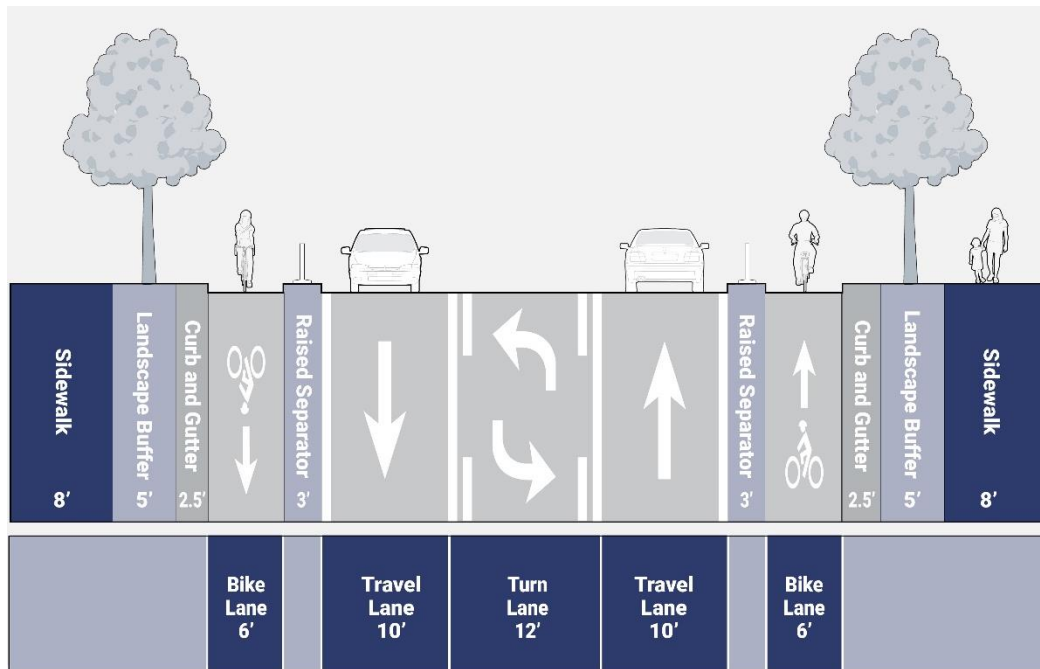 Sidewalk
8’
Landscape Buffer
5’
Curb and Gutter
2.5’
Raised Separator
3’
Raised Separator
3’
Curb and Gutter
2.5’
Landscape Buffer
5’
Sidewalk
8’
Bike
Lane
6’
Travel
Lane
10’
Turn
Lane
12’
Travel
Lane
10’
Bike
Lane
6’